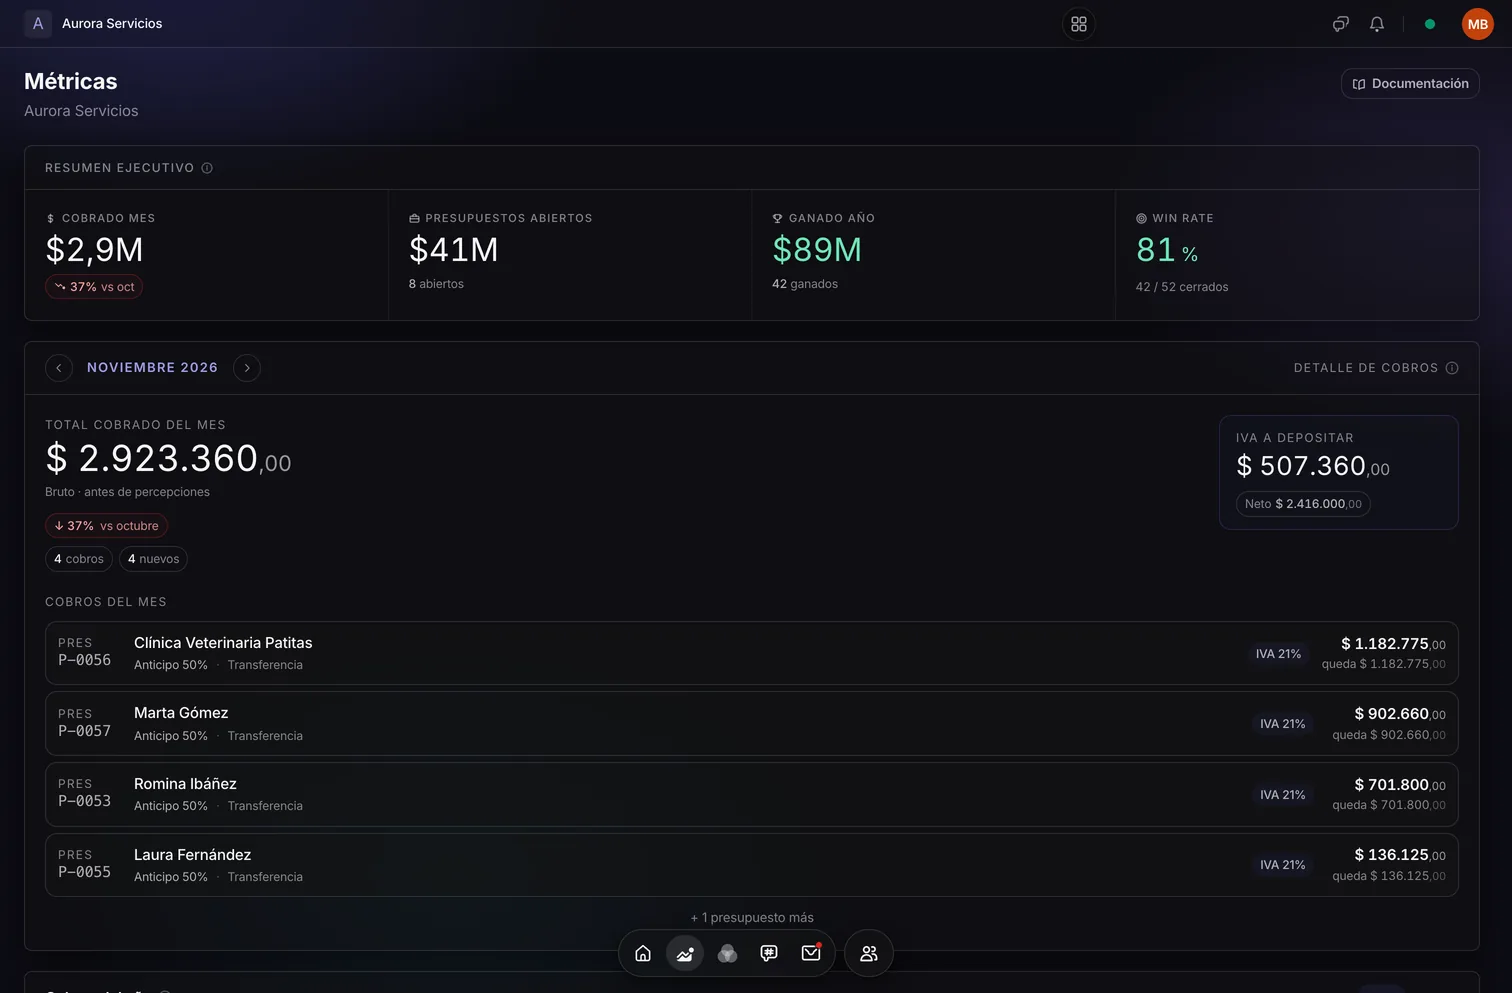 A Aurora Servicios
MB
Métricas
Aurora Servicios
Documentación
RESUMEN EJECUTIVO
$ COBRADO MES
$2,9M
37% vs oct
PRESUPUESTOS ABIERTOS
$41M
8 abiertos
GANADO AÑO
$89M
42 ganados
WIN RATE
81 %
42 / 52 cerrados
NOVIEMBRE 2026
DETALLE DE COBROS
TOTAL COBRADO DEL MES
$ 2.923.360,00
Bruto · antes de percepciones
↓ 37% vs octubre
4 cobros
4 nuevos
IVA A DEPOSITAR
$ 507.360,00
Neto $ 2.416.000,00
COBROS DEL MES
PRES
P-0056
Clínica Veterinaria Patitas
Anticipo 50% · Transferencia
IVA 21%
$ 1.182.775,00
queda $ 1.182.775,00
PRES
P-0057
Marta Gómez
Anticipo 50% · Transferencia
IVA 21%
$ 902.660,00
queda $ 902.660,00
PRES
P-0053
Romina Ibáñez
Anticipo 50% · Transferencia
IVA 21%
$ 701.800,00
queda $ 701.800,00
PRES
P-0055
Laura Fernández
Anticipo 50% · Transferencia
IVA 21%
$ 136.125,00
queda $ 136.125,00
+ 1 presupuesto más